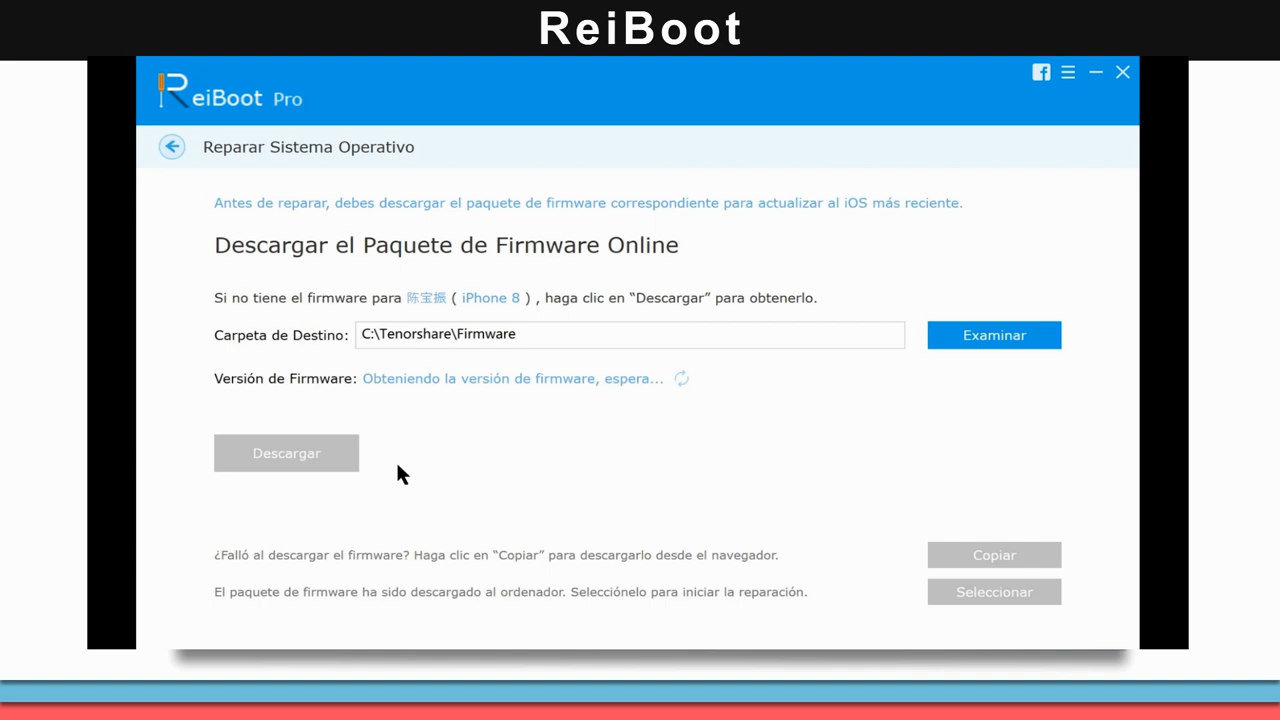 ReiBoot
ReiBoot Pro
Reparar Sistema Operativo
Antes de reparar, debes descargar el paquete de firmware correspondiente para actualizar al iOS más reciente.
Descargar el Paquete de Firmware Online
Si no tiene el firmware para 陈宝振 ( iPhone 8 ) , haga clic en “Descargar” para obtenerlo.
Carpeta de Destino: C:\Tenorshare\Firmware Examinar
Versión de Firmware: Obteniendo la versión de firmware, espera...
Descargar
¿Falló al descargar el firmware? Haga clic en “Copiar” para descargarlo desde el navegador. Copiar
El paquete de firmware ha sido descargado al ordenador. Selecciónelo para iniciar la reparación. Seleccionar